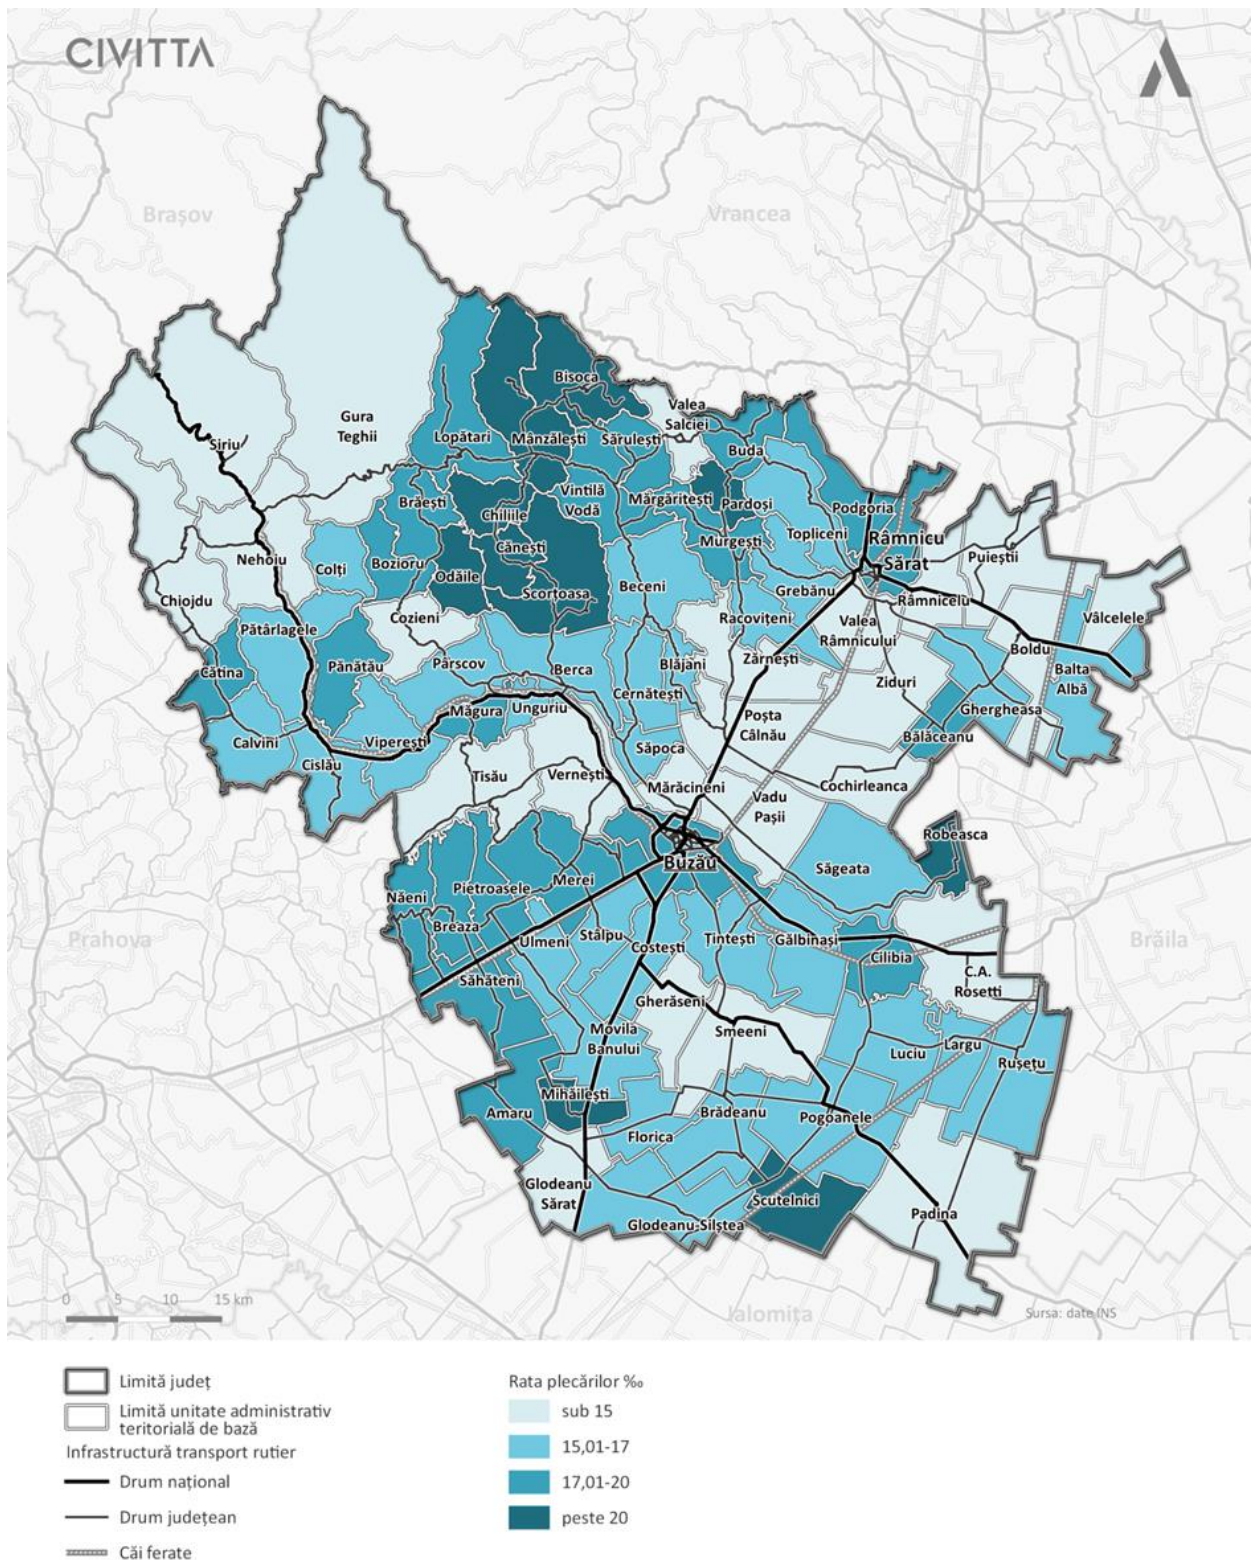 CIVITTA
Brașov
Vrancea
Bisoca
Valea
Salciei
Gura
Teghii
Siriu
Lopătari
Mânzălești
Sărulești
Buda
Brăești
Vintilă
Vodă
Mărgăritești
Pardoși
Podgoria
Chiliile
Topliceni
Râmnicu
Sărat
Murgești
Cănești
Puieștii
Nehoiu
Colți
Bozioru
Odăile
Beceni
Scorțoasa
Grebănu
Râmnicelu
Chiojdu
Cozieni
Racovițeni
Valea
Râmnicului
Vâlcelele
Pătârlagele
Boldu
Cătina
Pănătău
Pârscov
Berca
Blăjani
Zărnești
Balta
Albă
Ziduri
Cernătești
Măgura
Unguriu
Ghergheasa
Poșta
Câlnău
Calvini
Viperești
Săpoca
Bălăceanu
Cislău
Tisău
Vernești
Mărăcineni
Cochirleanca
Vadu
Pașii
Robeasca
Buzău
Săgeata
Pietroasele
Merei
Năeni
Breaza
Prahova
Ulmeni
Stâlpu
Costești
Țintești
Gălbinași
Brăila
Cilibia
Săhăteni
C.A.
Rosetti
Gherăseni
Movila
Banului
Smeeni
Luciu
Largu
Rușețu
Mihăilești
Amaru
Brădeanu
Pogoanele
Florica
Glodeanu
Sărat
Scutelnici
Padina
Glodeanu-Siliștea
0 5 10 15 km
Ialomița
Sursa: date INS
Limită județ
Limită unitate administrativ
teritorială de bază
Infrastructură transport rutier
Drum național
Drum județean
Căi ferate
Rata plecărilor ‰
sub 15
15,01-17
17,01-20
peste 20